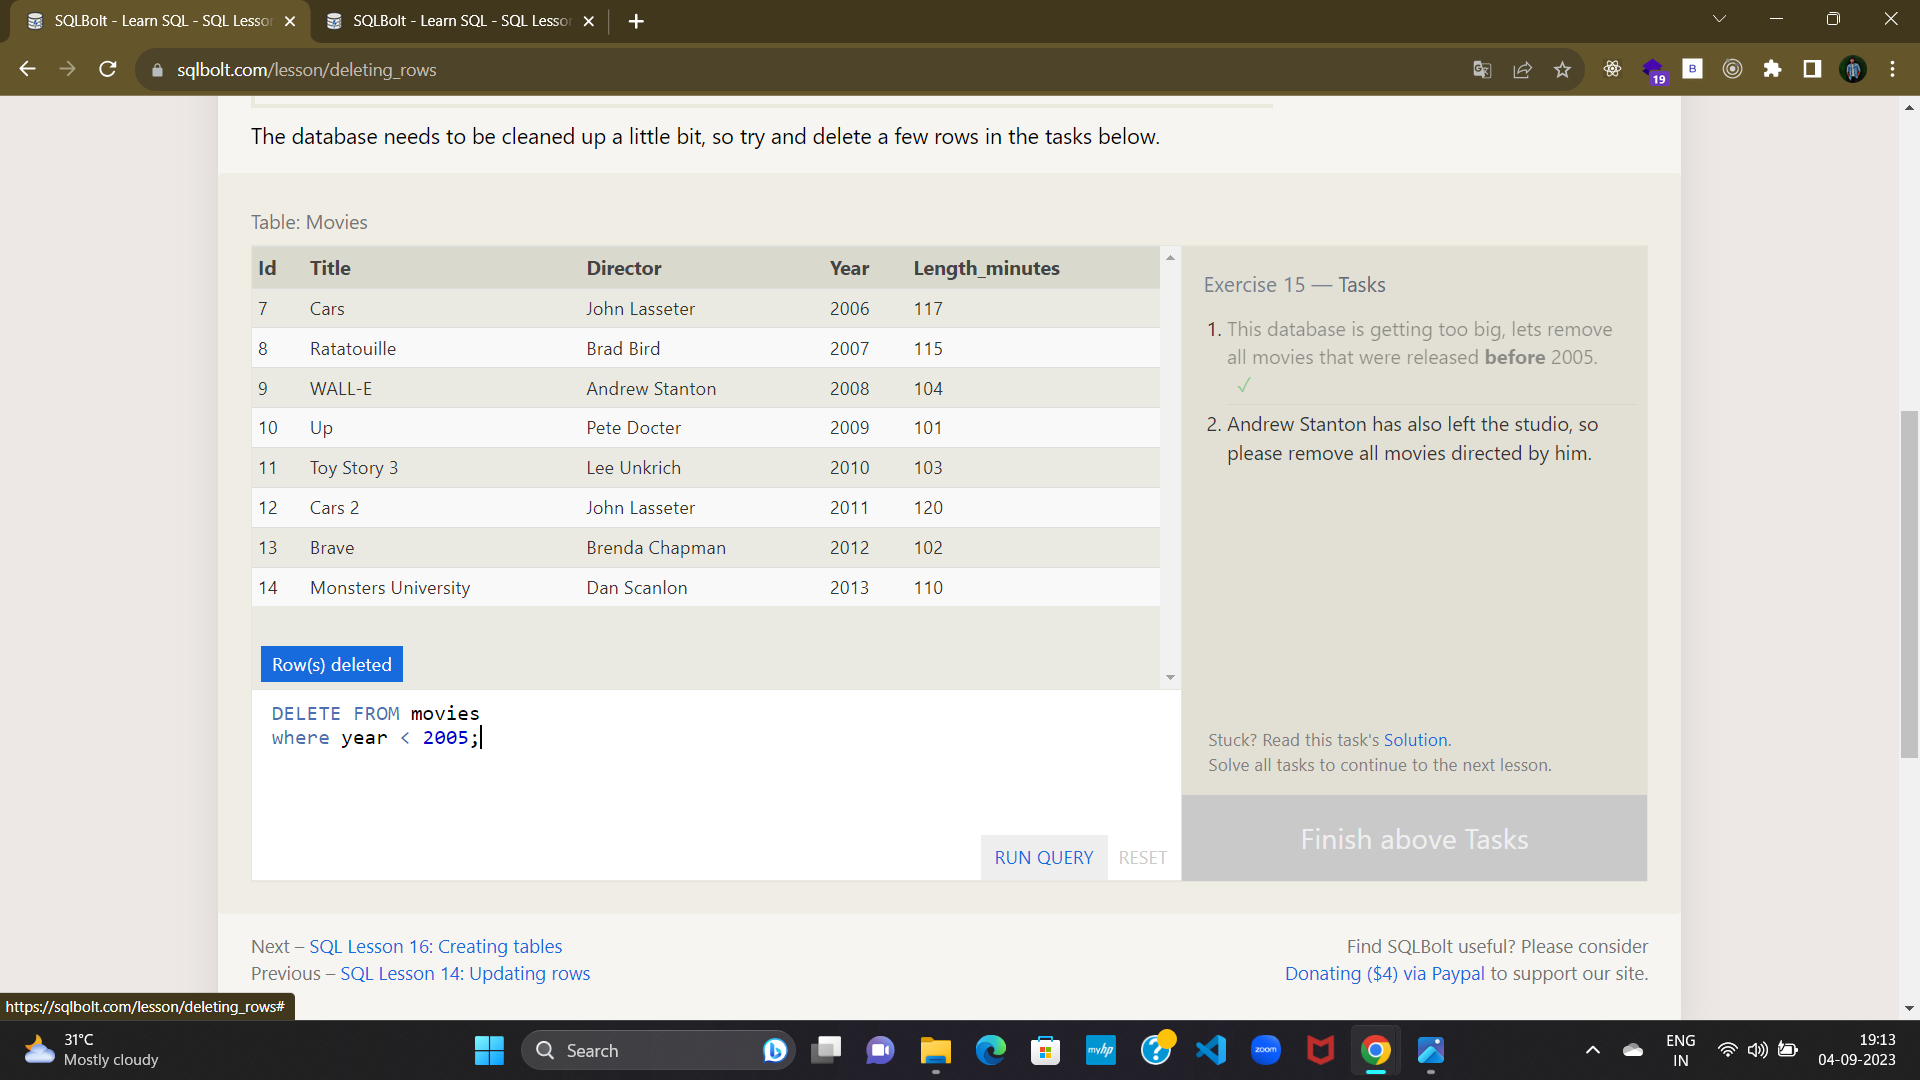 SQLBolt - Learn SQL - SQL Lesson
SQLBolt - Learn SQL - SQL Lesson
sqlbolt.com/lesson/deleting_rows
19
B
The database needs to be cleaned up a little bit, so try and delete a few rows in the tasks below.
Table: Movies
Id Title Director Year Length_minutes
7 Cars John Lasseter 2006 117
8 Ratatouille Brad Bird 2007 115
9 WALL-E Andrew Stanton 2008 104
10 Up Pete Docter 2009 101
11 Toy Story 3 Lee Unkrich 2010 103
12 Cars 2 John Lasseter 2011 120
13 Brave Brenda Chapman 2012 102
14 Monsters University Dan Scanlon 2013 110
Row(s) deleted
DELETE FROM movies
where year < 2005;
RUN QUERY RESET
Exercise 15 — Tasks
1. This database is getting too big, lets remove
all movies that were released before 2005.
✓
2. Andrew Stanton has also left the studio, so
please remove all movies directed by him.
Stuck? Read this task's Solution.
Solve all tasks to continue to the next lesson.
Finish above Tasks
Next – SQL Lesson 16: Creating tables
Previous – SQL Lesson 14: Updating rows
Find SQLBolt useful? Please consider
Donating ($4) via Paypal to support our site.
https://sqlbolt.com/lesson/deleting_rows#
31°C
Mostly cloudy
Search
myhp
zoom
ENG
IN
19:13
04-09-2023